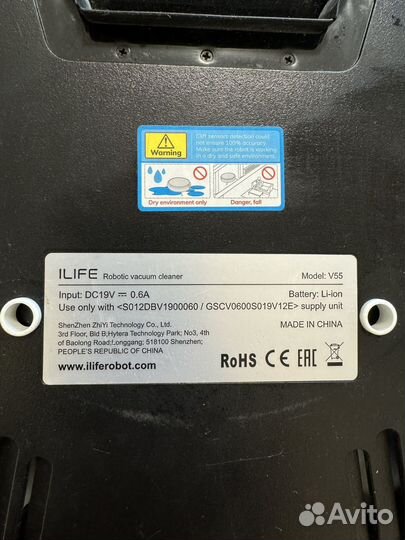 Warning
Cliff sensors detection could
not ensure 100% accuracy.
Make sure the robot is working
in a dry and safe environment.
Dry environment only
Danger, fall
ILIFE Robotic vacuum cleaner
Model: V55
Input: DC19V ⎓ 0.6A
Battery: Li-ion
Use only with <S012DBV1900060 / GSCV0600S019V12E> supply unit
ShenZhen ZhiYi Technology Co., Ltd.
3rd Floor, Bld B;Hytera Technology Park; No3, 4th
of Baolong Road;Longgang; 518100 Shenzhen;
PEOPLE'S REPUBLIC OF CHINA
MADE IN CHINA
www.iliferobot.com
RoHS CE EAC
Avito